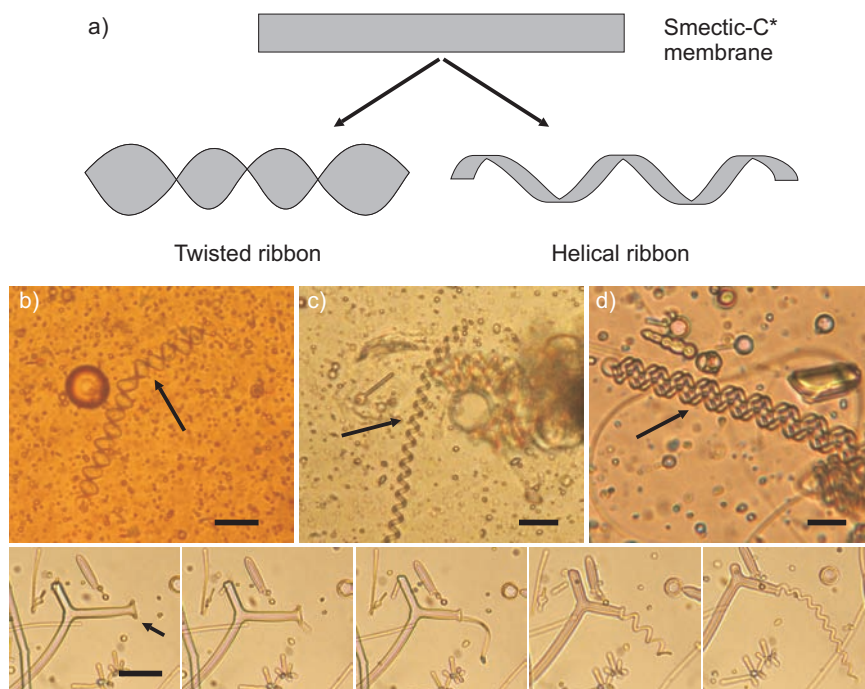 a)
Smectic-C*
membrane
Twisted ribbon
Helical ribbon
b)
c)
d)